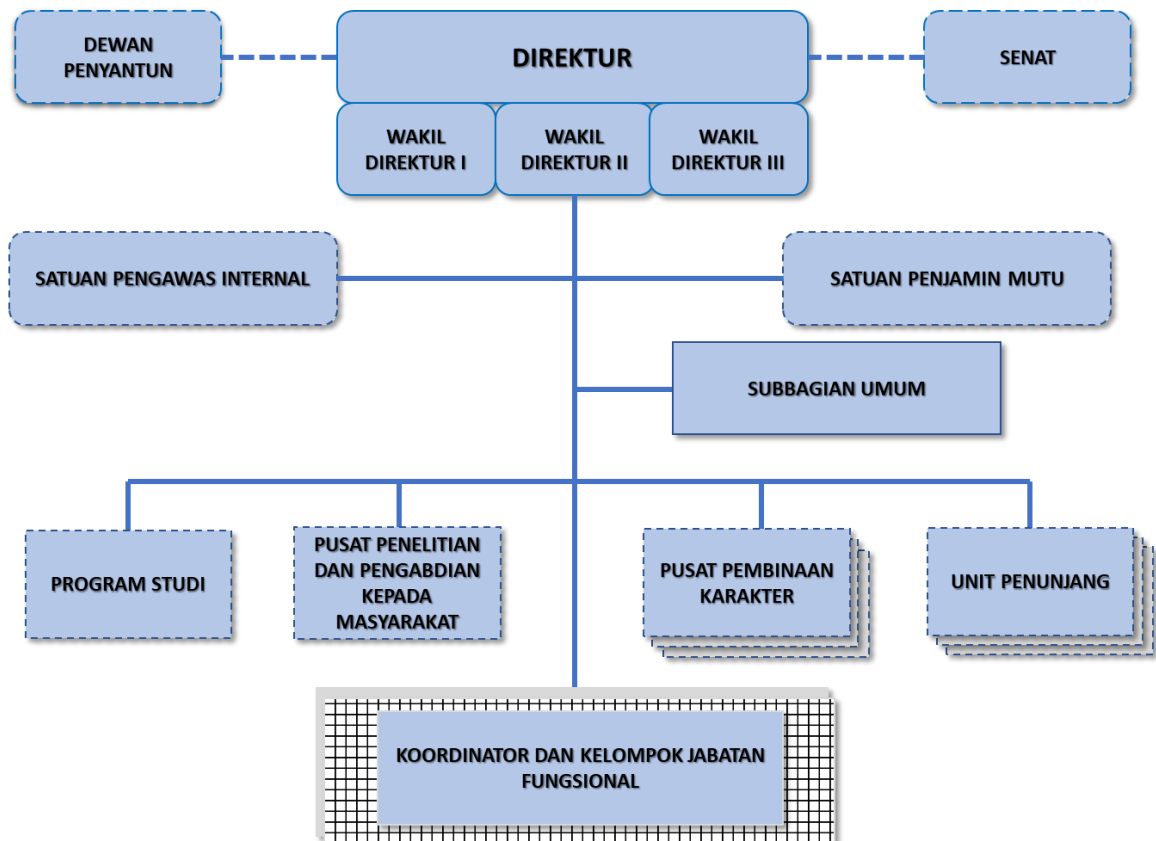 DEWAN
PENYANTUN
DIREKTUR
SENAT
WAKIL
DIREKTUR I
WAKIL
DIREKTUR II
WAKIL
DIREKTUR III
SATUAN PENGAWAS INTERNAL
SATUAN PENJAMIN MUTU
SUBBAGIAN UMUM
PROGRAM STUDI
PUSAT PENELITIAN
DAN PENGABDIAN
KEPADA
MASYARAKAT
PUSAT PEMBINAAN
KARAKTER
UNIT PENUNJANG
KOORDINATOR DAN KELOMPOK JABATAN
FUNGSIONAL